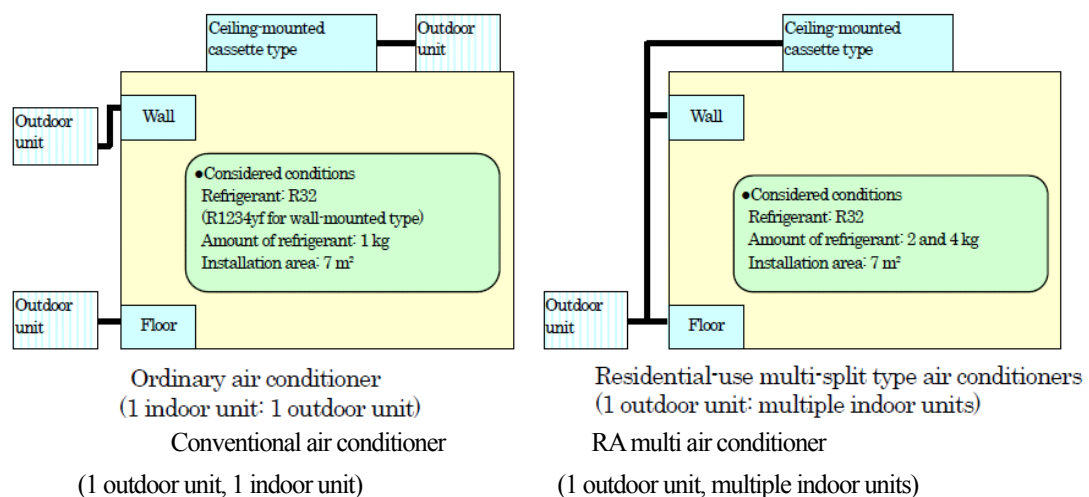 Ceiling-mounted
cassette type
Outdoor
unit
Wall
Outdoor
unit
●Considered conditions
Refrigerant: R32
(R1234yf for wall-mounted type)
Amount of refrigerant: 1 kg
Installation area: 7 m²
Outdoor
unit
Floor
Ordinary air conditioner
(1 indoor unit: 1 outdoor unit)
Conventional air conditioner
(1 outdoor unit, 1 indoor unit)
Ceiling-mounted
cassette type
Wall
●Considered conditions
Refrigerant: R32
Amount of refrigerant: 2 and 4 kg
Installation area: 7 m²
Outdoor
unit
Floor
Residential-use multi-split type air conditioners
(1 outdoor unit: multiple indoor units)
RA multi air conditioner
(1 outdoor unit, multiple indoor units)